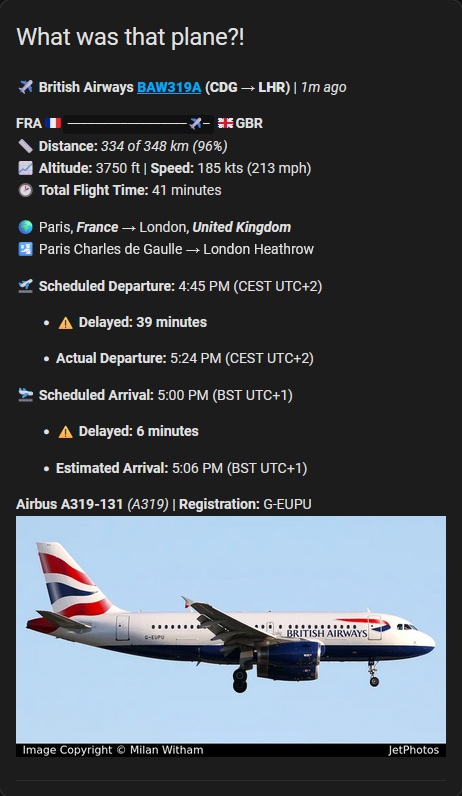 What was that plane?!
✈️ British Airways BAW319A (CDG → LHR) | 1m ago
FRA 🇫🇷 ✈️ 🇬🇧 GBR
📏 Distance: 334 of 348 km (96%)
📈 Altitude: 3750 ft | Speed: 185 kts (213 mph)
🕑 Total Flight Time: 41 minutes
🌍 Paris, France → London, United Kingdom
🛂 Paris Charles de Gaulle → London Heathrow
🛫 Scheduled Departure: 4:45 PM (CEST UTC+2)
• ⚠️ Delayed: 39 minutes
• Actual Departure: 5:24 PM (CEST UTC+2)
🛬 Scheduled Arrival: 5:00 PM (BST UTC+1)
• ⚠️ Delayed: 6 minutes
• Estimated Arrival: 5:06 PM (BST UTC+1)
Airbus A319-131 (A319) | Registration: G-EUPU
G-EUPU
BRITISH AIRWAYS
Image Copyright © Milan Witham
JetPhotos